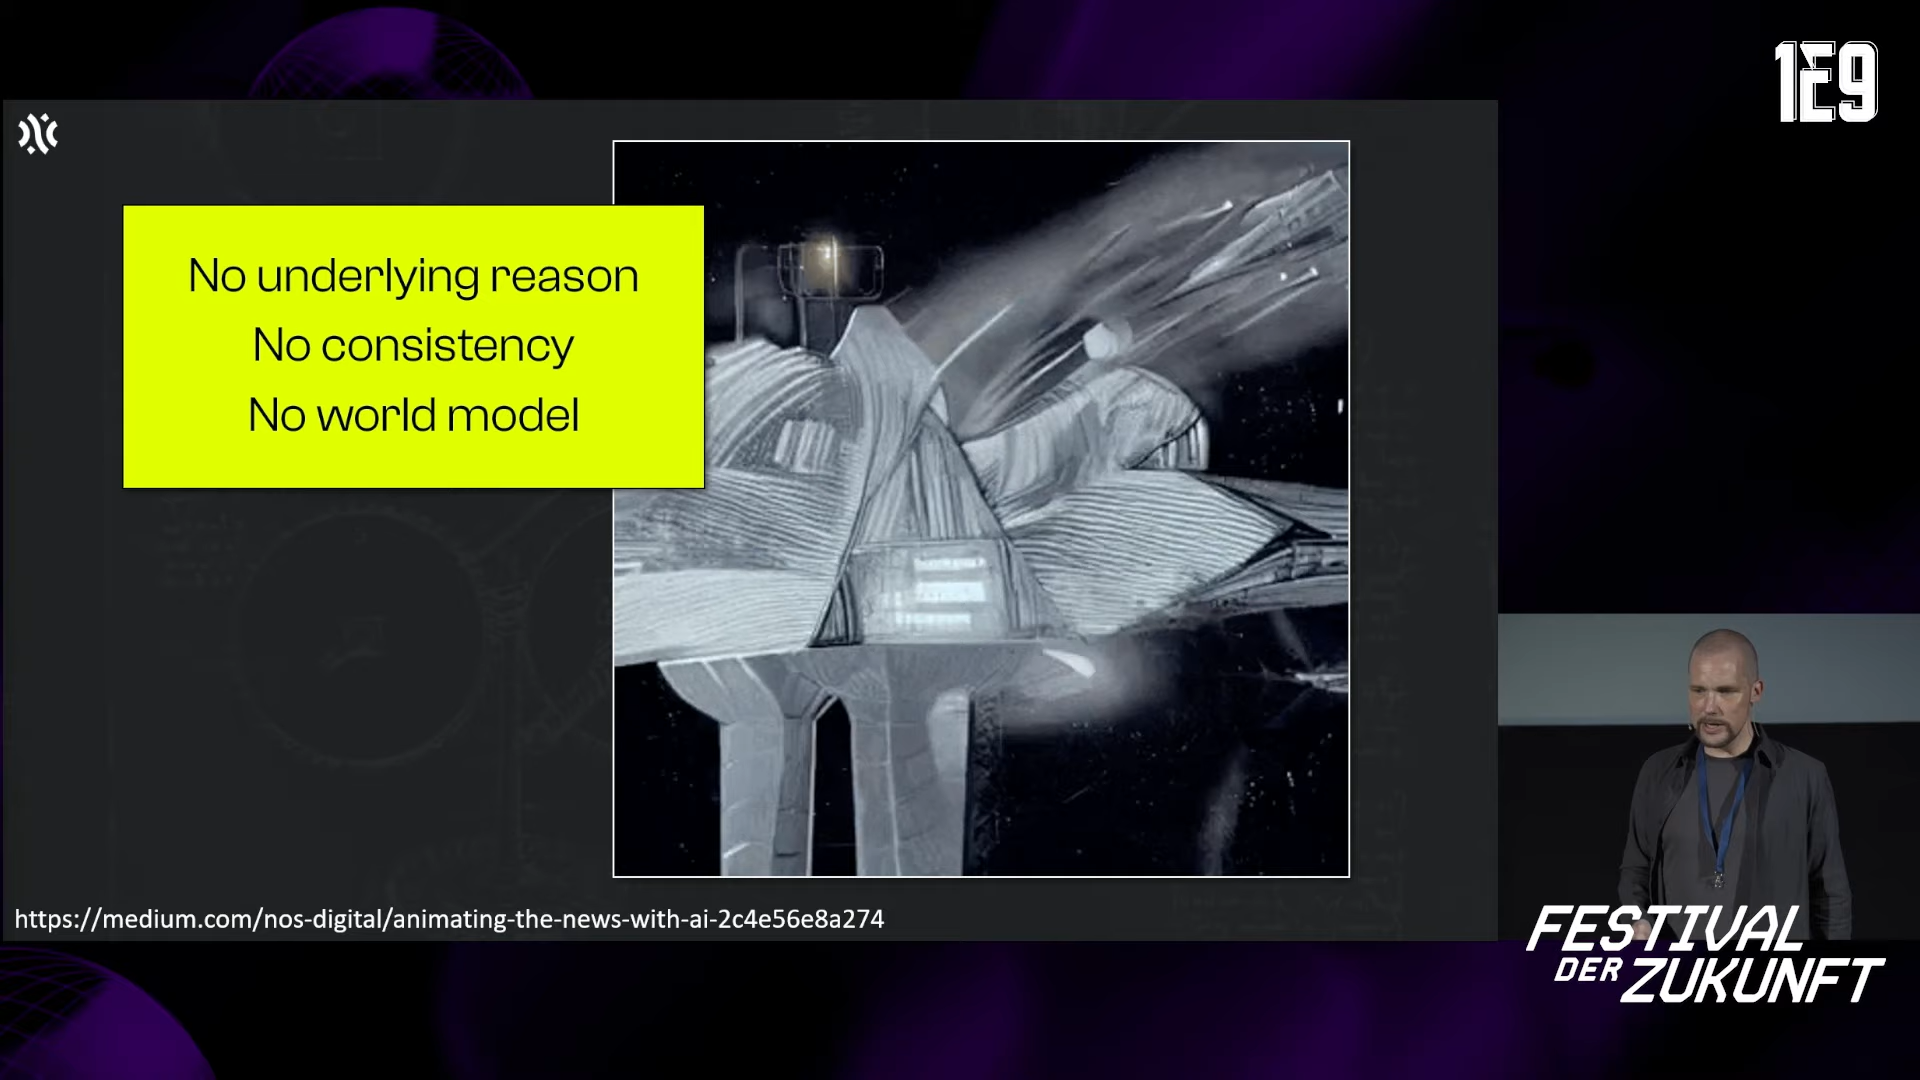 1E9
No underlying reason
No consistency
No world model
https://medium.com/nos-digital/animating-the-news-with-ai-2c4e56e8a274
FESTIVAL
DER ZUKUNFT